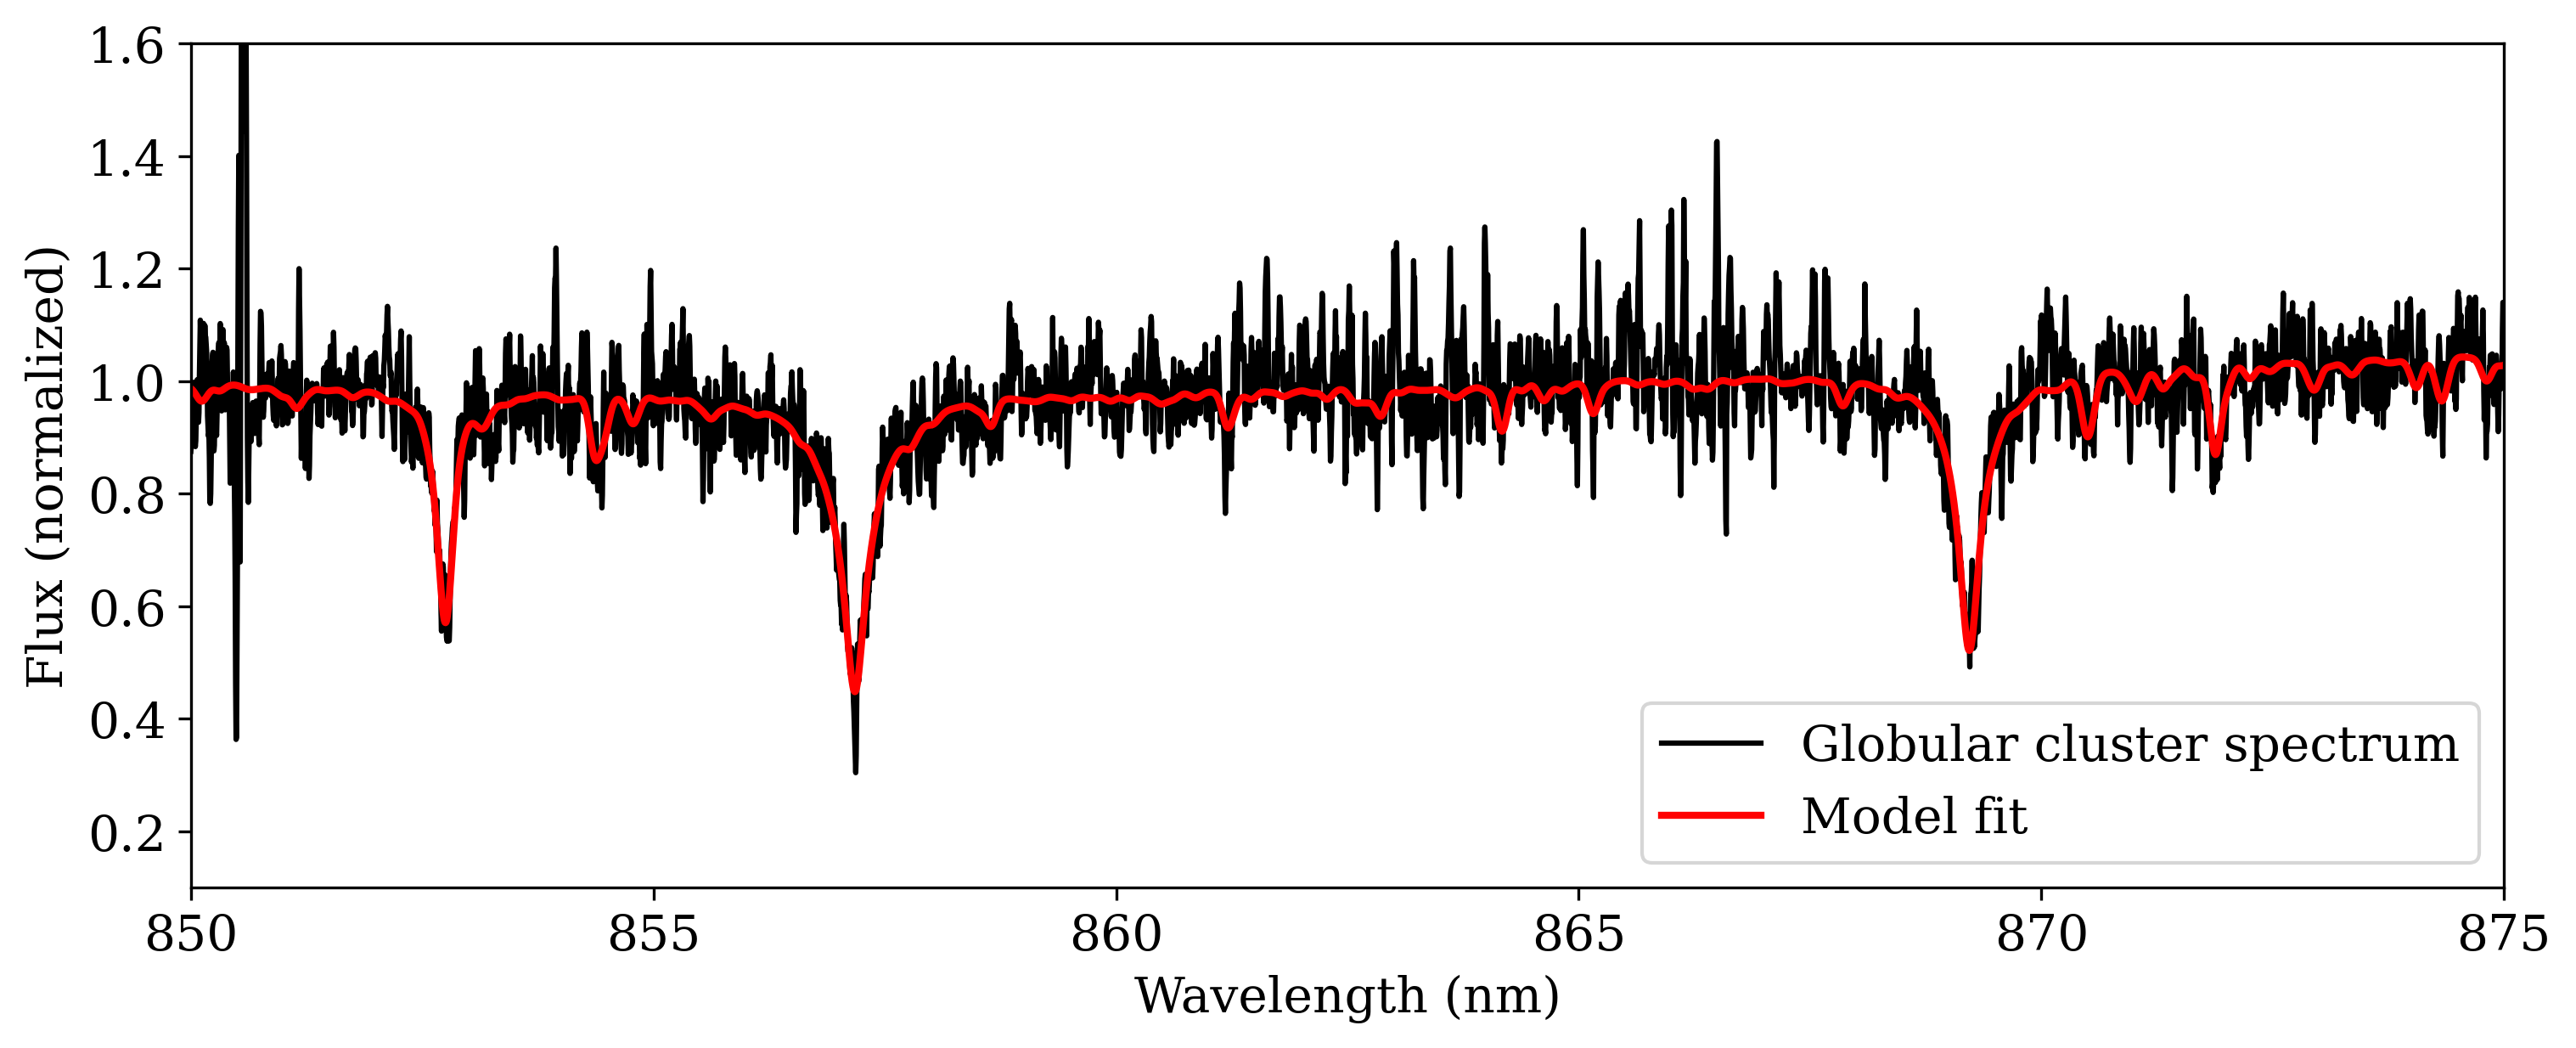 1.6
1.4
1.2
1.0
0.8
0.6
0.4
0.2
Flux (normalized)
Globular cluster spectrum
Model fit
850 855 860 865 870 875
Wavelength (nm)